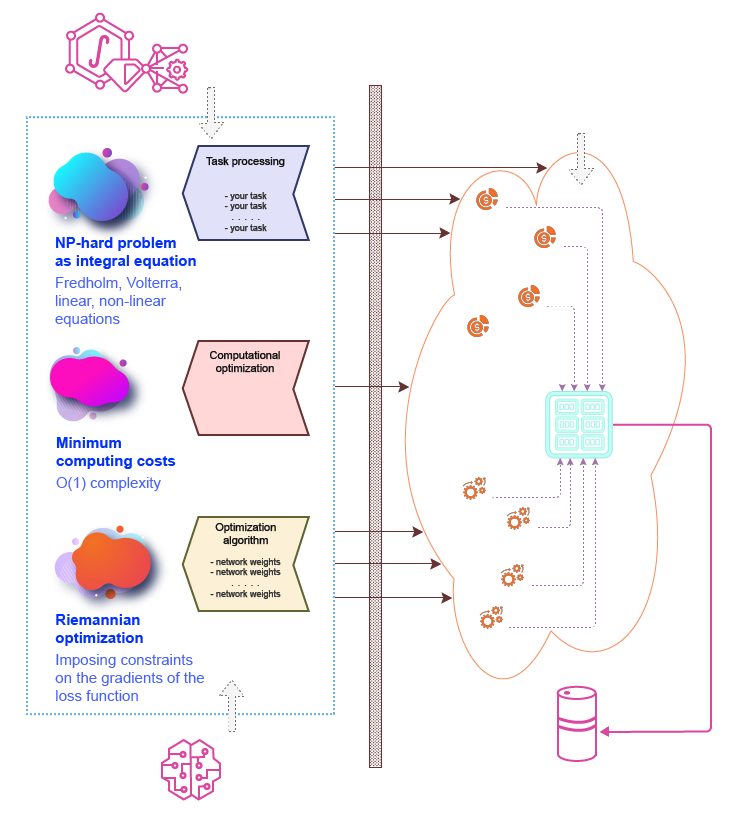 Task processing
- your task
- your task
. . . . .
- your task
NP-hard problem
as integral equation
Fredholm, Volterra,
linear, non-linear
equations
Computational
optimization
Minimum
computing costs
O(1) complexity
Optimization
algorithm
- network weights
- network weights
. . . . .
- network weights
Riemannian
optimization
Imposing constraints
on the gradients of the
loss function